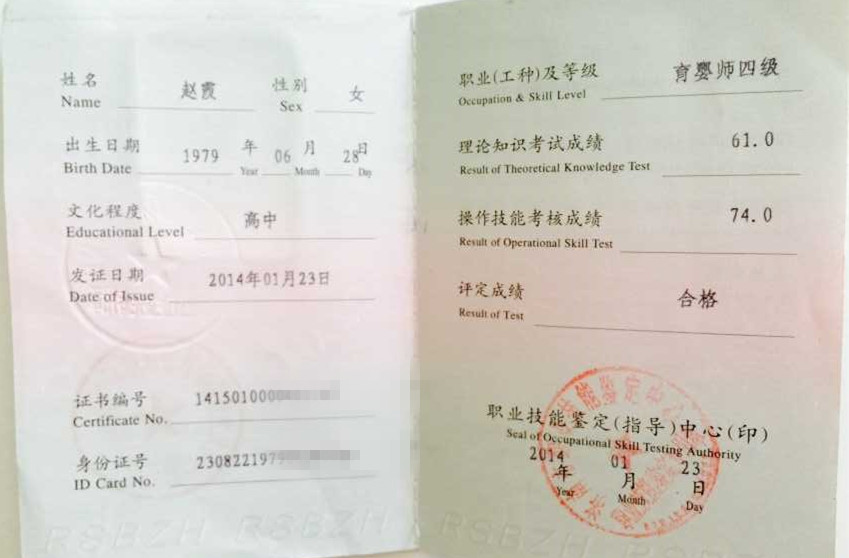 姓名 赵霞 性别 女
Name Sex
出生日期 1979 年 06 月 28 日
Birth Date Year Month Day
文化程度 高中
Educational Level
发证日期 2014年01月23日
Date of Issue
证书编号 1415010000
Certificate No.
身份证号 230822197
ID Card No.
RSBZH RSBZH
职业(工种)及等级 育婴师四级
Occupation & Skill Level
理论知识考试成绩 61.0
Result of Theoretical Knowledge Test
操作技能考核成绩 74.0
Result of Operational Skill Test
评定成绩 合格
Result of Test
职业技能鉴定(指导)中心(印)
Seal of Occupational Skill Testing Authority
2014 01 23
年 月 日
Year Month Day
RSBZH